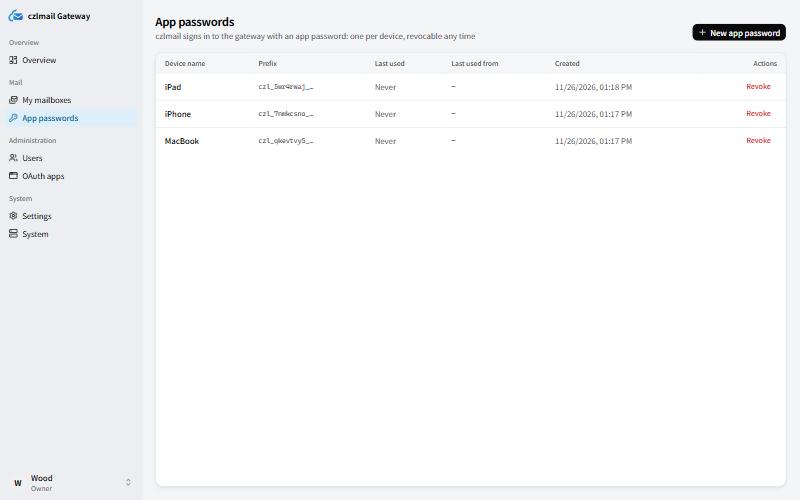 czlmail Gateway
Overview
Overview
Mail
My mailboxes
App passwords
Administration
Users
OAuth apps
System
Settings
System
W
Wood
Owner
App passwords
czlmail signs in to the gateway with an app password: one per device, revocable any time
+ New app password
Device name Prefix Last used Last used from Created Actions
iPad czl_5wr4rwaj_… Never — 11/26/2026, 01:18 PM Revoke
iPhone czl_7nmkcsno_… Never — 11/26/2026, 01:17 PM Revoke
MacBook czl_qkevtvy5_… Never — 11/26/2026, 01:17 PM Revoke